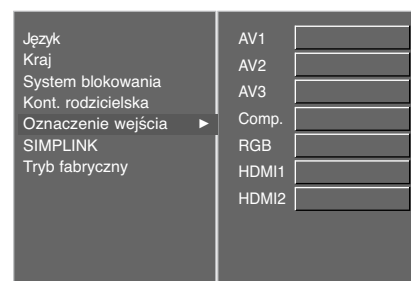 Język
Kraj
System blokowania
Kont. rodzicielska
Oznaczenie wejścia ►
SIMPLINK
Tryb fabryczny
AV1
AV2
AV3
Comp.
RGB
HDMI1
HDMI2